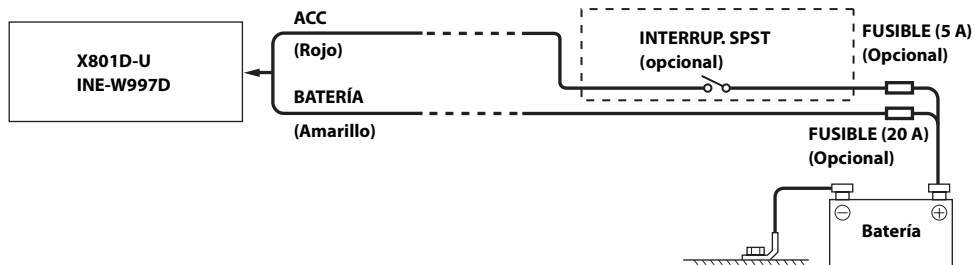 X801D-U
INE-W997D
ACC
(Rojo)
BATERÍA
(Amarillo)
INTERRUP. SPST
(opcional)
FUSIBLE (5 A)
(Opcional)
FUSIBLE (20 A)
(Opcional)
Batería